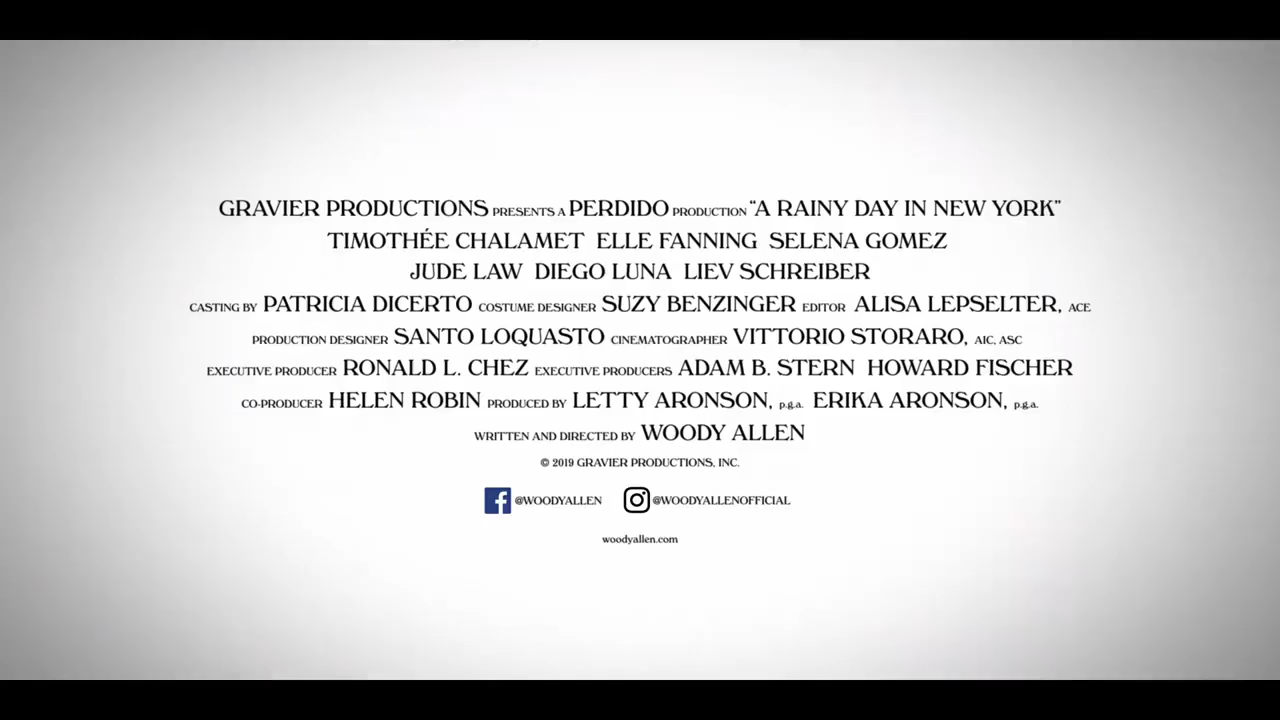 GRAVIER PRODUCTIONS PRESENTS A PERDIDO PRODUCTION “A RAINY DAY IN NEW YORK”
TIMOTHÉE CHALAMET ELLE FANNING SELENA GOMEZ
JUDE LAW DIEGO LUNA LIEV SCHREIBER
CASTING BY PATRICIA DICERTO COSTUME DESIGNER SUZY BENZINGER EDITOR ALISA LEPSELTER, ACE
PRODUCTION DESIGNER SANTO LOQUASTO CINEMATOGRAPHER VITTORIO STORARO, AIC, ASC
EXECUTIVE PRODUCER RONALD L. CHEZ EXECUTIVE PRODUCERS ADAM B. STERN HOWARD FISCHER
CO-PRODUCER HELEN ROBIN PRODUCED BY LETTY ARONSON, p.g.a. ERIKA ARONSON, p.g.a.
WRITTEN AND DIRECTED BY WOODY ALLEN
© 2019 GRAVIER PRODUCTIONS, INC.
@WOODYALLEN @WOODYALLENOFFICIAL
woodyallen.com